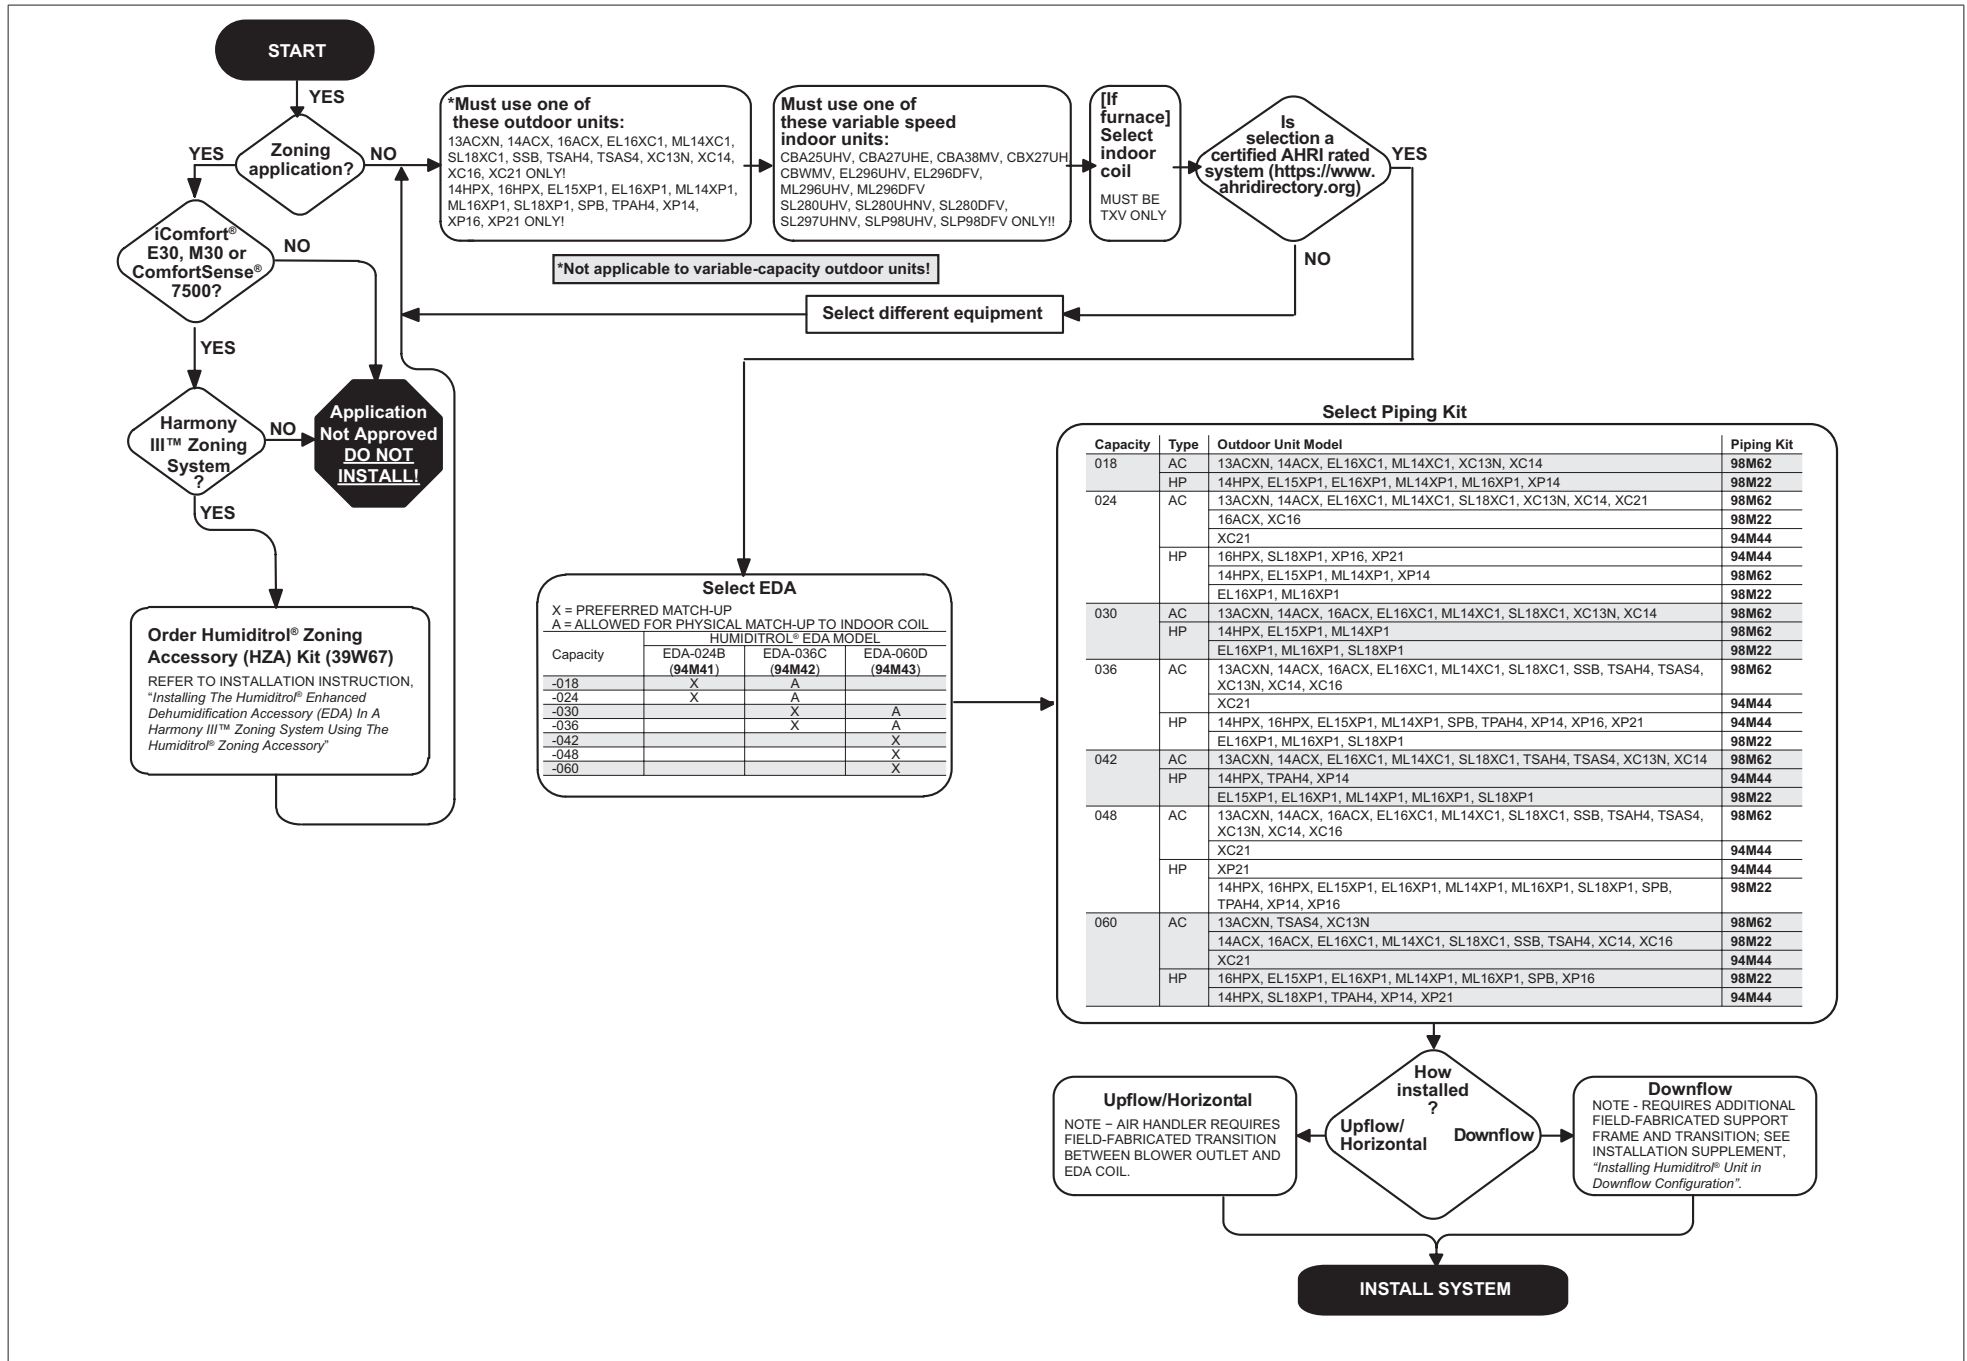 START
YES
Zoning
application?
YES
NO
*Must use one of
these outdoor units:
13ACXN, 14ACX, 16ACX, EL16XC1, ML14XC1,
SL18XC1, SSB, TSAH4, TSAS4, XC13N, XC14,
XC16, XC21 ONLY!
14HPX, 16HPX, EL15XP1, EL16XP1, ML14XP1,
ML16XP1, SL18XP1, SPB, TPAH4, XP14,
XP16, XP21 ONLY!
Must use one of
these variable speed
indoor units:
CBA25UHV, CBA27UHE, CBA38MV, CBX27UH
CBWMV, EL296UHV, EL296DFV,
ML296UHV, ML296DFV
SL280UHV, SL280UHNV, SL280DFV,
SL297UHNV, SLP98UHV, SLP98DFV ONLY!!
[If
furnace]
Select
indoor
coil
MUST BE
TXV ONLY
Is
selection a
certified AHRI rated
system (https://www.
ahridirectory.org)
YES
NO
*Not applicable to variable-capacity outdoor units!
Select different equipment
iComfort®
E30, M30 or
ComfortSense®
7500?
NO
YES
Harmony
III™ Zoning
System
?
NO
YES
Application
Not Approved
DO NOT
INSTALL!
Order Humiditrol® Zoning
Accessory (HZA) Kit (39W67)
REFER TO INSTALLATION INSTRUCTION,
“Installing The Humiditrol® Enhanced
Dehumidification Accessory (EDA) In A
Harmony III™ Zoning System Using The
Humiditrol® Zoning Accessory”
Select EDA
X = PREFERRED MATCH-UP
A = ALLOWED FOR PHYSICAL MATCH-UP TO INDOOR COIL
HUMIDITROL® EDA MODEL
Capacity EDA-024B EDA-036C EDA-060D
(94M41) (94M42) (94M43)
-018 X A
-024 X A
-030 X A
-036 X A
-042 X
-048 X
-060 X
Select Piping Kit
Capacity Type Outdoor Unit Model Piping Kit
018 AC 13ACXN, 14ACX, EL16XC1, ML14XC1, XC13N, XC14 98M62
HP 14HPX, EL15XP1, EL16XP1, ML14XP1, ML16XP1, XP14 98M22
024 AC 13ACXN, 14ACX, EL16XC1, ML14XC1, SL18XC1, XC13N, XC14, XC21 98M62
16ACX, XC16 98M22
XC21 94M44
HP 16HPX, SL18XP1, XP16, XP21 94M44
14HPX, EL15XP1, ML14XP1, XP14 98M62
EL16XP1, ML16XP1 98M22
030 AC 13ACXN, 14ACX, 16ACX, EL16XC1, ML14XC1, SL18XC1, XC13N, XC14 98M62
HP 14HPX, EL15XP1, ML14XP1 98M62
EL16XP1, ML16XP1, SL18XP1 98M22
036 AC 13ACXN, 14ACX, 16ACX, EL16XC1, ML14XC1, SL18XC1, SSB, TSAH4, TSAS4, 98M62
XC13N, XC14, XC16
XC21 94M44
HP 14HPX, 16HPX, EL15XP1, ML14XP1, SPB, TPAH4, XP14, XP16, XP21 94M44
EL16XP1, ML16XP1, SL18XP1 98M22
042 AC 13ACXN, 14ACX, EL16XC1, ML14XC1, SL18XC1, TSAH4, TSAS4, XC13N, XC14 98M62
HP 14HPX, TPAH4, XP14 94M44
EL15XP1, EL16XP1, ML14XP1, ML16XP1, SL18XP1 98M22
048 AC 13ACXN, 14ACX, 16ACX, EL16XC1, ML14XC1, SL18XC1, SSB, TSAH4, TSAS4, 98M62
XC13N, XC14, XC16
XC21 94M44
HP XP21 94M44
14HPX, 16HPX, EL15XP1, EL16XP1, ML14XP1, ML16XP1, SL18XP1, SPB, 98M22
TPAH4, XP14, XP16
060 AC 13ACXN, TSAS4, XC13N 98M62
14ACX, 16ACX, EL16XC1, ML14XC1, SL18XC1, SSB, TSAH4, XC14, XC16 98M22
XC21 94M44
HP 16HPX, EL15XP1, EL16XP1, ML14XP1, ML16XP1, SPB, XP16 98M22
14HPX, SL18XP1, TPAH4, XP14, XP21 94M44
How
installed
?
Upflow/
Horizontal
Downflow
Upflow/Horizontal
NOTE – AIR HANDLER REQUIRES
FIELD-FABRICATED TRANSITION
BETWEEN BLOWER OUTLET AND
EDA COIL.
Downflow
NOTE - REQUIRES ADDITIONAL
FIELD-FABRICATED SUPPORT
FRAME AND TRANSITION; SEE
INSTALLATION SUPPLEMENT,
“Installing Humiditrol® Unit in
Downflow Configuration”.
INSTALL SYSTEM